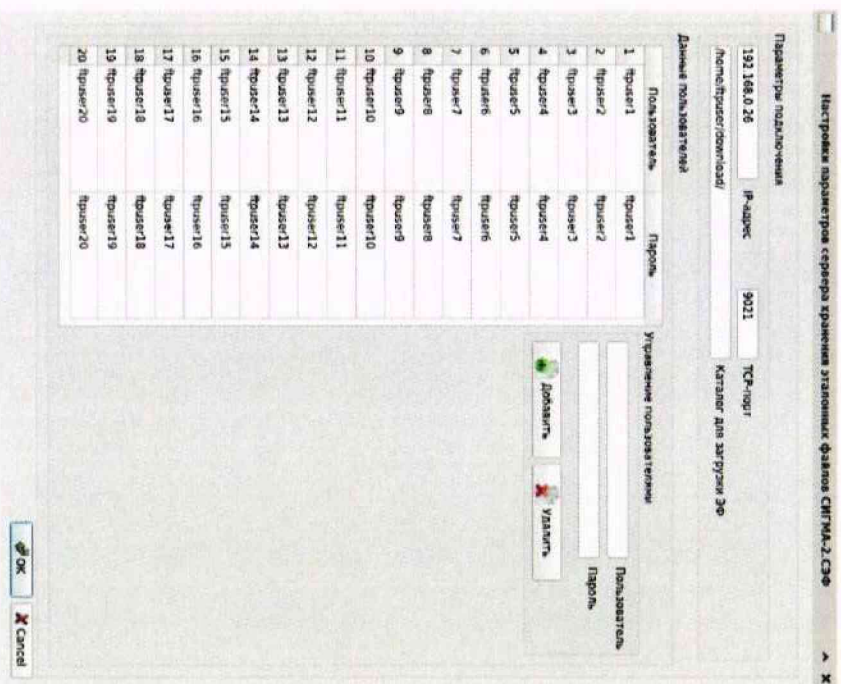 Настройки параметров сервера хранения эталонных файлов СИГМА-2.СЭФ
Параметры подключения
192.168.0.26 IP-адрес 9021 TCP-порт
/home/ftpuser/download/ Каталог для загрузки ЭФ
Данные пользователей
Пользователь Пароль
1 ftpuser1 ftpuser1
2 ftpuser2 ftpuser2
3 ftpuser3 ftpuser3
4 ftpuser4 ftpuser4
5 ftpuser5 ftpuser5
6 ftpuser6 ftpuser6
7 ftpuser7 ftpuser7
8 ftpuser8 ftpuser8
9 ftpuser9 ftpuser9
10 ftpuser10 ftpuser10
11 ftpuser11 ftpuser11
12 ftpuser12 ftpuser12
13 ftpuser13 ftpuser13
14 ftpuser14 ftpuser14
15 ftpuser15 ftpuser15
16 ftpuser16 ftpuser16
17 ftpuser17 ftpuser17
18 ftpuser18 ftpuser18
19 ftpuser19 ftpuser19
20 ftpuser20 ftpuser20
Управление пользователями
Пользователь
Пароль
Добавить Удалить
OK Cancel